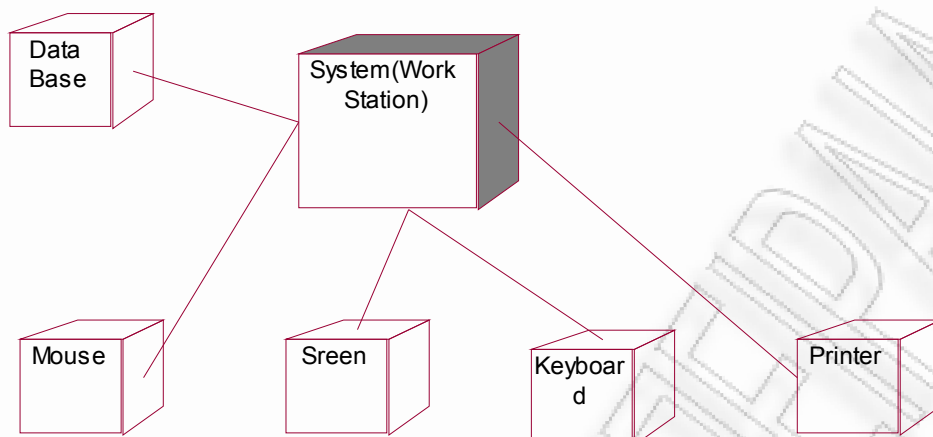 Data
Base
System(Work
Station)
Mouse
Sreen
Keyboar
d
Printer